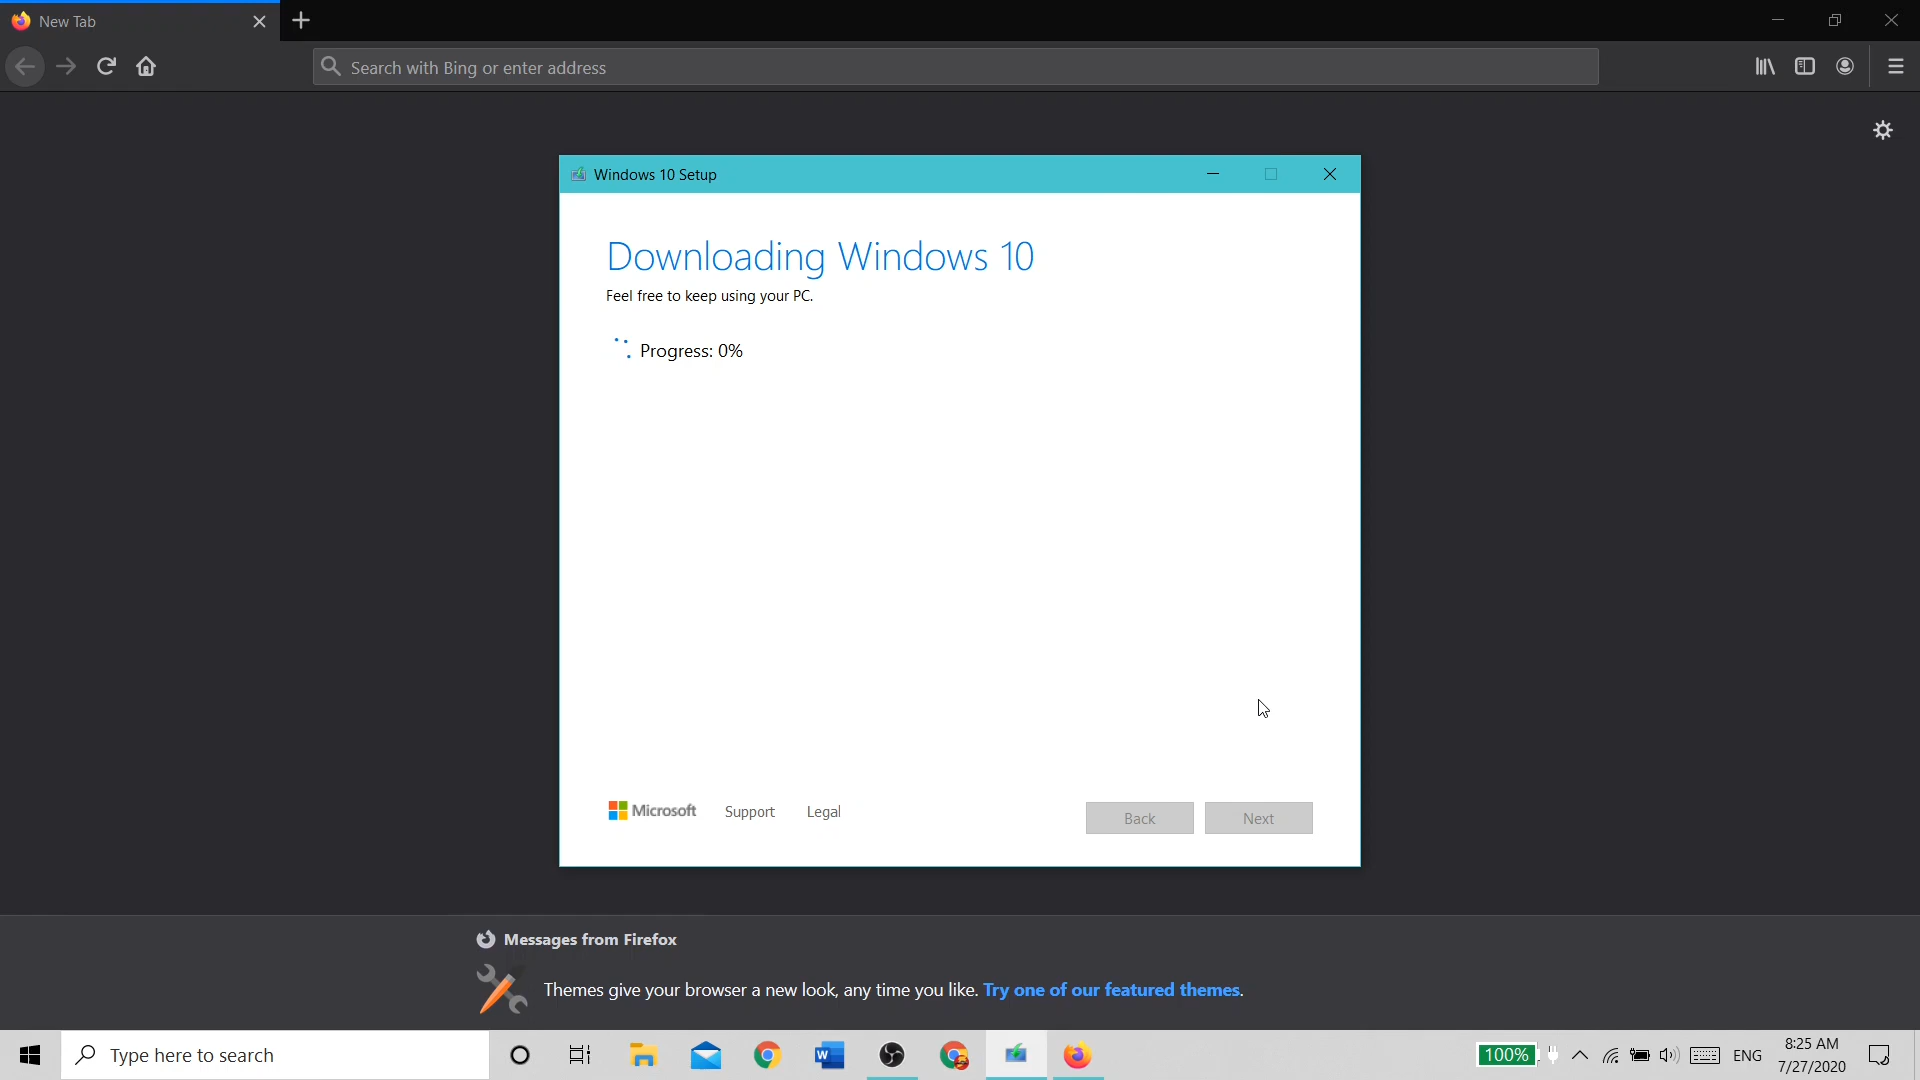 New Tab
Search with Bing or enter address
Windows 10 Setup
Downloading Windows 10
Feel free to keep using your PC.
Progress: 0%
Microsoft Support Legal
Back Next
Messages from Firefox
Themes give your browser a new look, any time you like. Try one of our featured themes.
Type here to search
W
100%
ENG
8:25 AM
7/27/2020